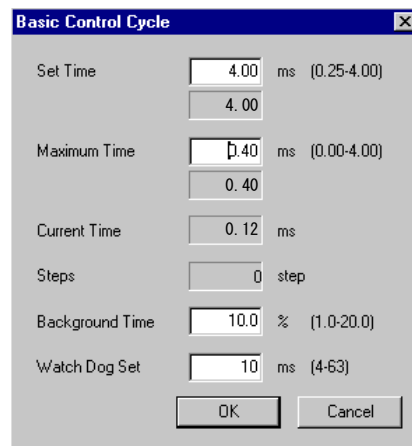 Basic Control Cycle
Set Time 4.00 ms (0.25-4.00)
4.00
Maximum Time 0.40 ms (0.00-4.00)
0.40
Current Time 0.12 ms
Steps 0 step
Background Time 10.0 % (1.0-20.0)
Watch Dog Set 10 ms (4-63)
OK Cancel